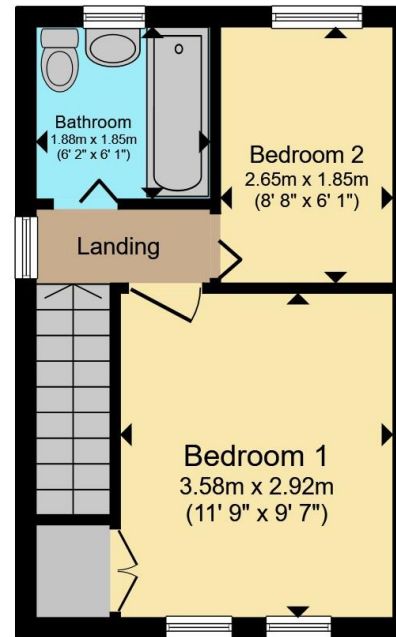 Bathroom
1.88m x 1.85m
(6' 2" x 6' 1")
Bedroom 2
2.65m x 1.85m
(8' 8" x 6' 1")
Landing
Bedroom 1
3.58m x 2.92m
(11' 9" x 9' 7")